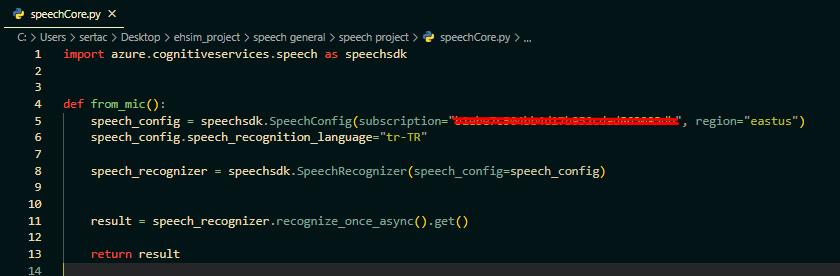 speechCore.py ×
C: > Users > sertac > Desktop > ehsim_project > speech general > speech project > speechCore.py > ...
1 import azure.cognitiveservices.speech as speechsdk
2
3
4 def from_mic():
5 speech_config = speechsdk.SpeechConfig(subscription="", region="eastus")
6 speech_config.speech_recognition_language="tr-TR"
7
8 speech_recognizer = speechsdk.SpeechRecognizer(speech_config=speech_config)
9
10
11 result = speech_recognizer.recognize_once_async().get()
12
13 return result
14